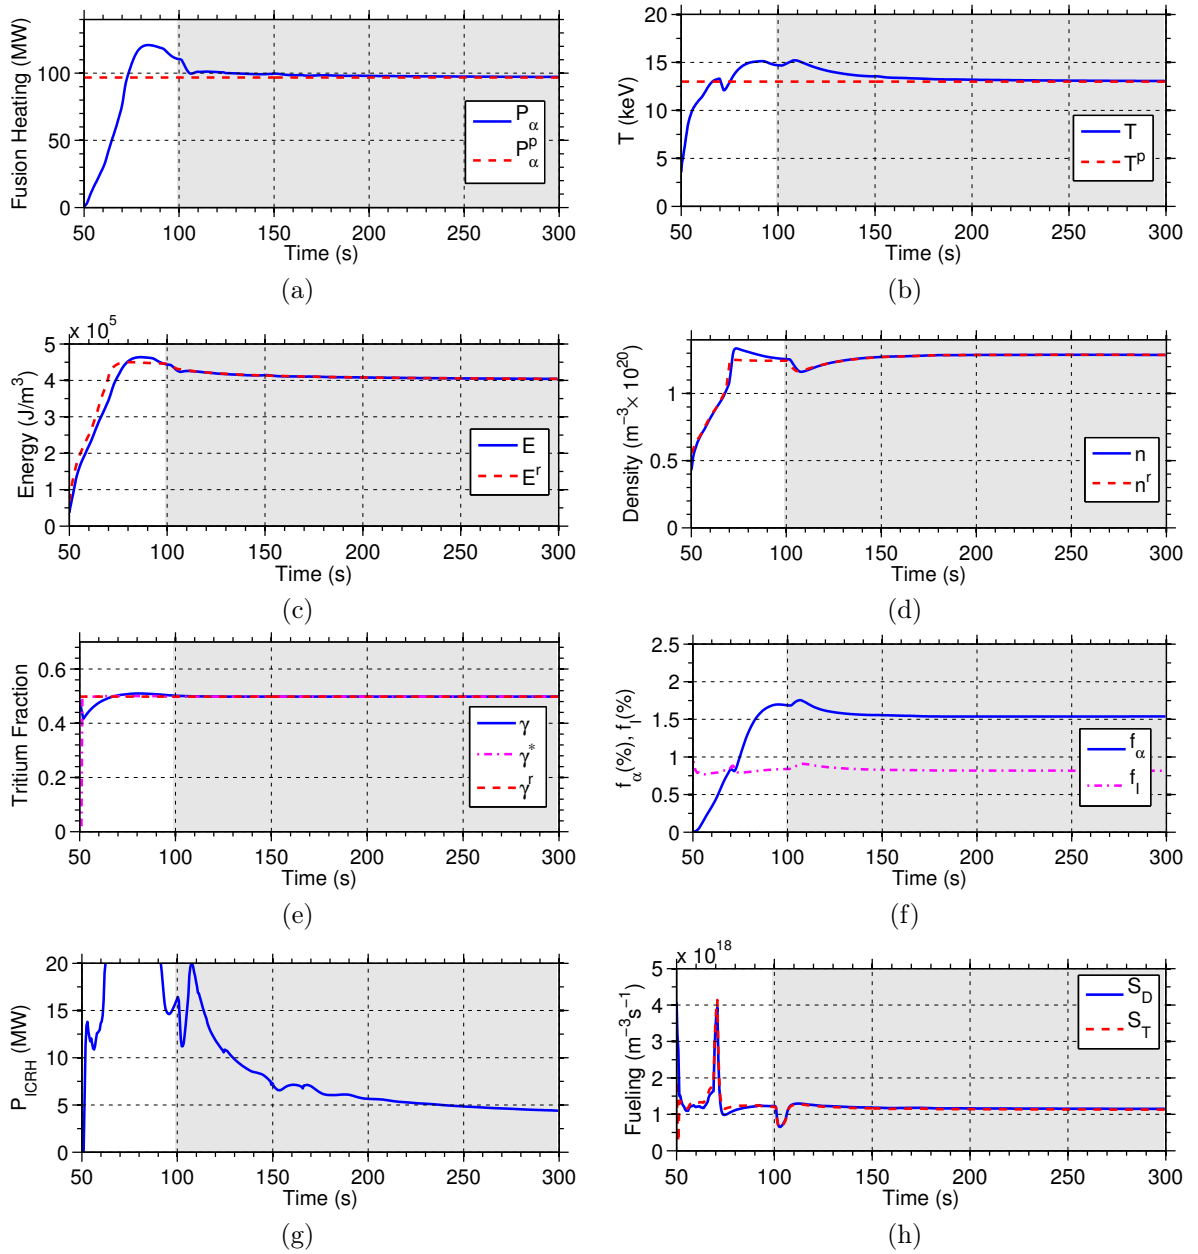 Fusion Heating (MW)
100
50
0
P_α
P_α^p
50 100 150 200 250 300
Time (s)
(a)
T (keV)
20
15
10
5
0
T
T^p
50 100 150 200 250 300
Time (s)
(b)
x 10^5
Energy (J/m^3)
5
4
3
2
1
0
E
E^r
50 100 150 200 250 300
Time (s)
(c)
Density (m^−3× 10^20)
1
0.5
0
n
n^r
50 100 150 200 250 300
Time (s)
(d)
Tritium Fraction
0.6
0.4
0.2
0
γ
γ^*
γ^r
50 100 150 200 250 300
Time (s)
(e)
f_α(%), f_I(%)
2.5
2
1.5
1
0.5
0
f_α
f_I
50 100 150 200 250 300
Time (s)
(f)
P_ICRH (MW)
20
15
10
5
0
50 100 150 200 250 300
Time (s)
(g)
x 10^18
Fueling (m^−3s^−1)
5
4
3
2
1
0
S_D
S_T
50 100 150 200 250 300
Time (s)
(h)